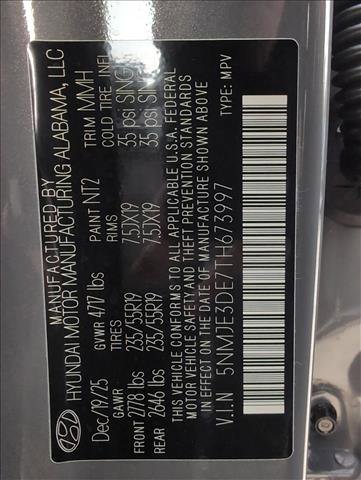 MANUFACTURED BY
HYUNDAI MOTOR MANUFACTURING ALABAMA, LLC
Dec/19/25 GVWR 4717 lbs PAINT NT2 TRIM MMH
GAWR RIMS COLD TIRE INFL
FRONT 2778 lbs 235/55R19 7.5JX19 35 psi SINGLE
REAR 2646 lbs 235/55R19 7.5JX19 35 psi SINGLE
THIS VEHICLE CONFORMS TO ALL APPLICABLE U.S.A. FEDERAL
MOTOR VEHICLE SAFETY AND THEFT PREVENTION STANDARDS
IN EFFECT ON THE DATE OF MANUFACTURE SHOWN ABOVE
V.I.N 5NMJE3DE7TH673997 TYPE: MPV